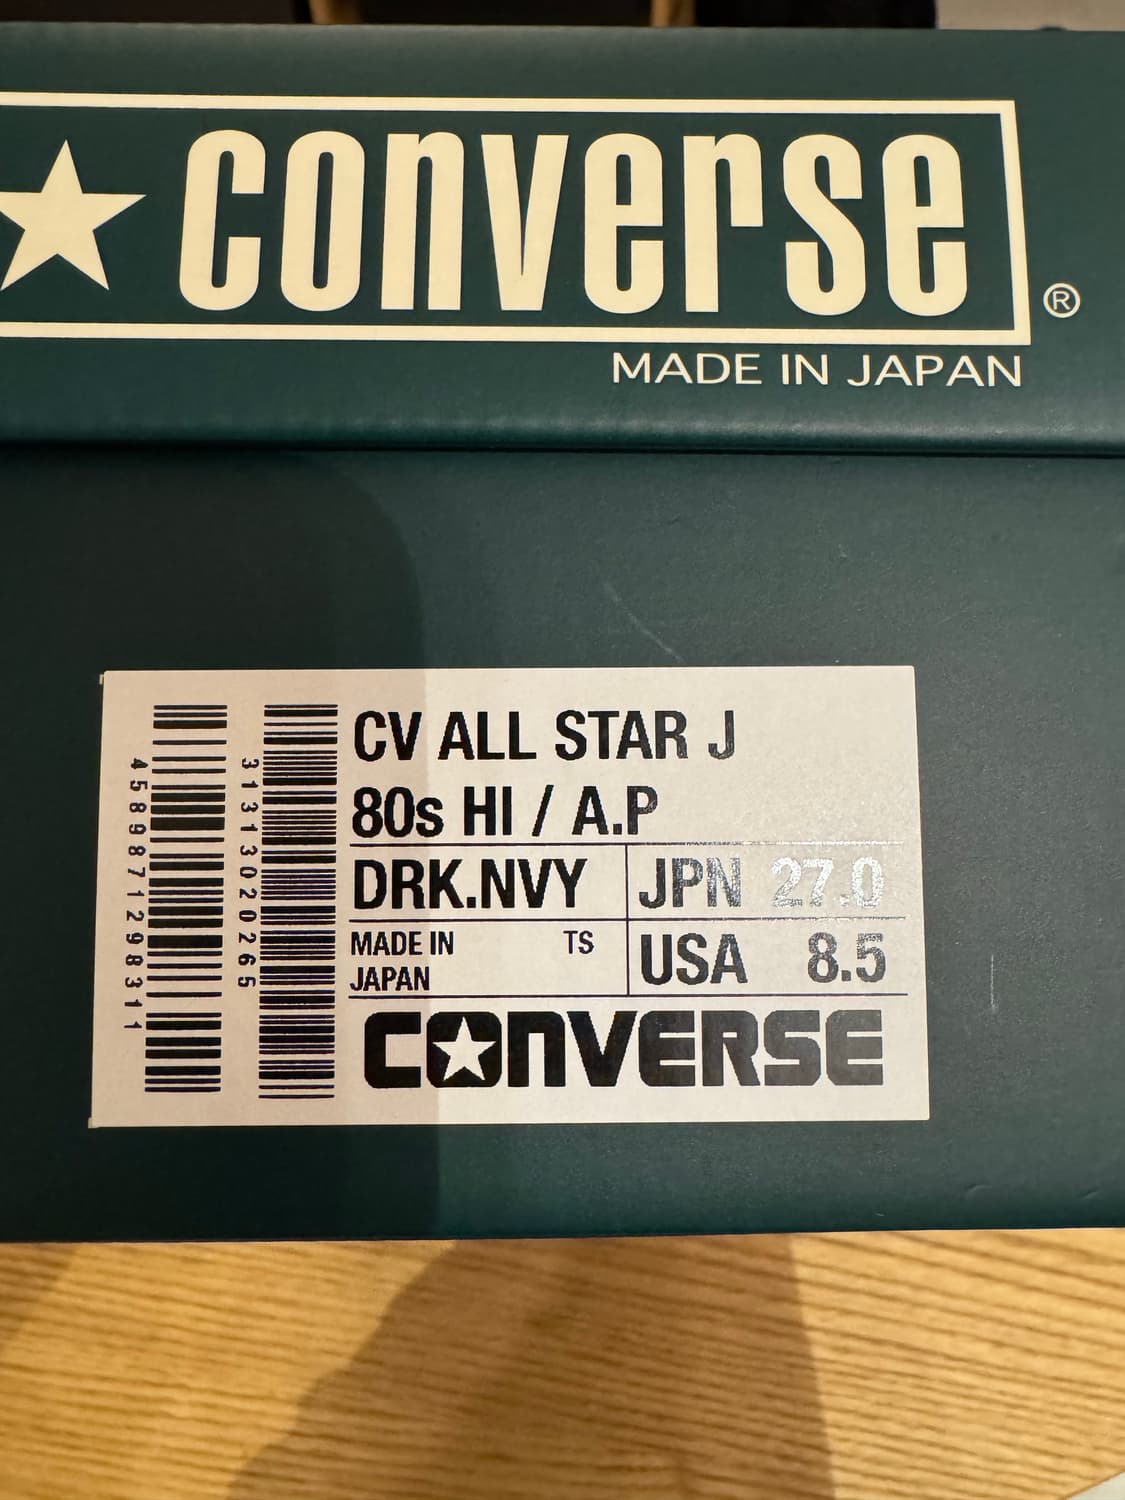 converse®
MADE IN JAPAN
CV ALL STAR J
80s HI / A.P
DRK.NVY
JPN 27.0
MADE IN JAPAN
TS
USA 8.5
CONVERSE
4589871298311
31313020265